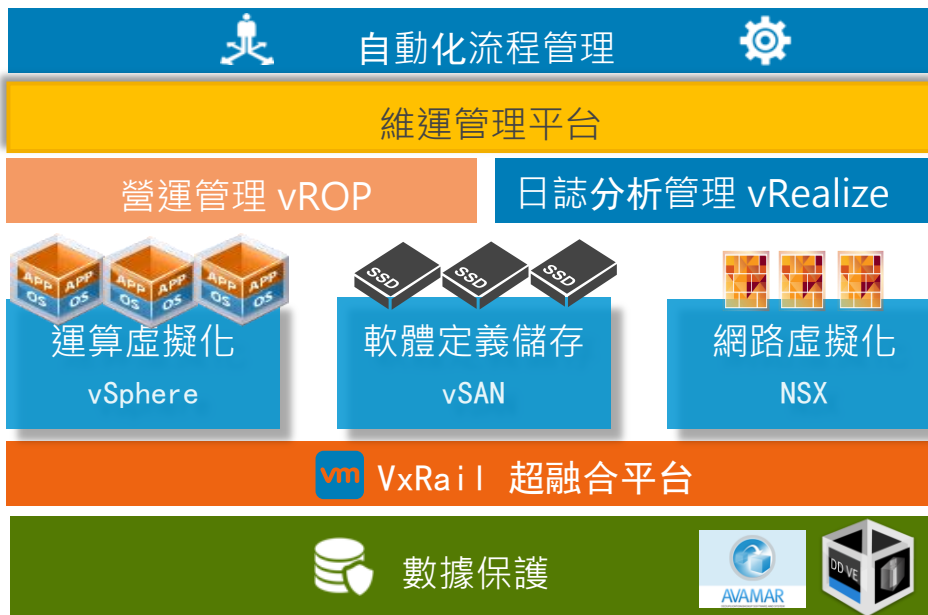 自動化流程管理
維運管理平台
營運管理 vROP
日誌分析管理 vRealize
APP APP APP APP APP APP
OS OS OS OS OS OS
SSD SSD SSD
運算虛擬化
vSphere
軟體定義儲存
vSAN
網路虛擬化
NSX
vm VxRail 超融合平台
數據保護
AVAMAR
DD VE